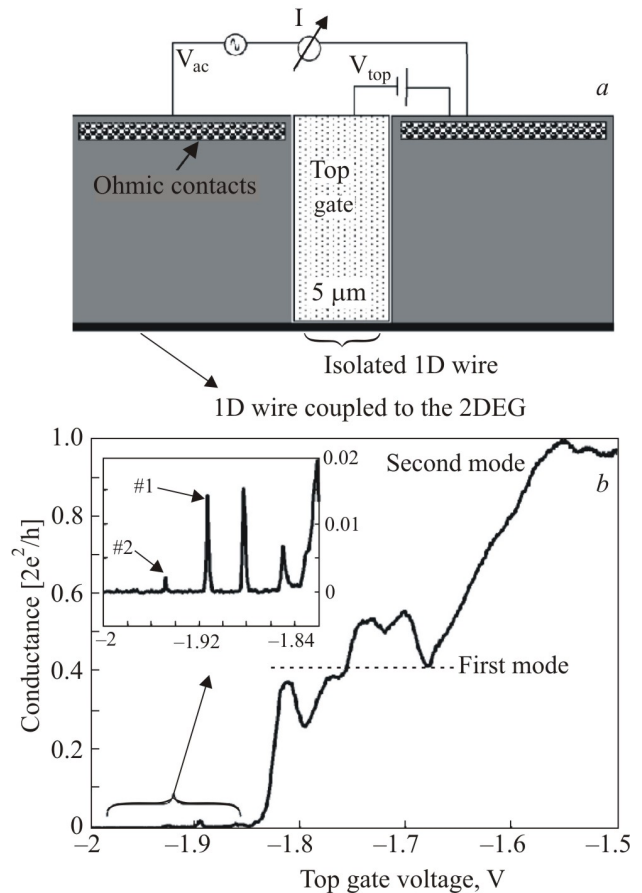 I
V_ac
V_top
a
Ohmic contacts
Top
gate
5 μm
Isolated 1D wire
1D wire coupled to the 2DEG
b
Second mode
First mode
#1
#2
0.02
0.01
0
–2
–1.92
–1.84
Conductance [2e²/h]
1.0
0.8
0.6
0.4
0.2
0
–2
–1.9
–1.8
–1.7
–1.6
–1.5
Top gate voltage, V